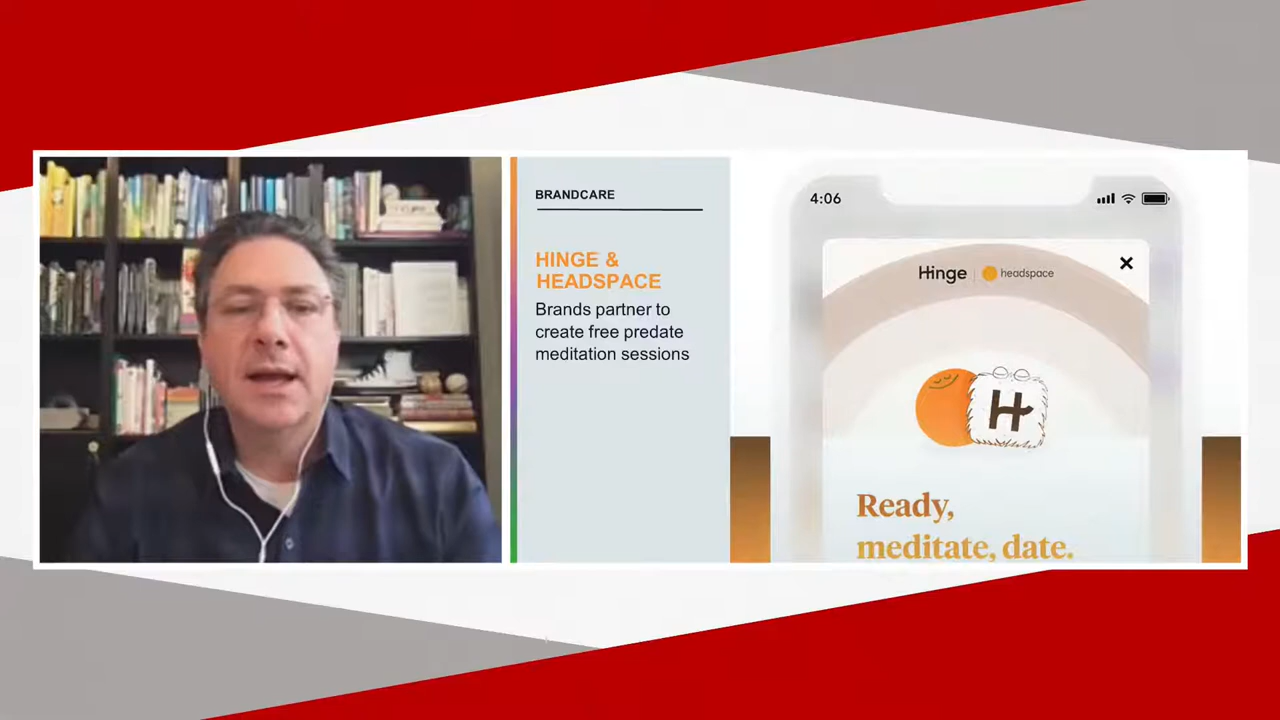 BRANDCARE
HINGE &
HEADSPACE
Brands partner to
create free predate
meditation sessions
4:06
Hinge | headspace
H
Ready,
meditate, date.